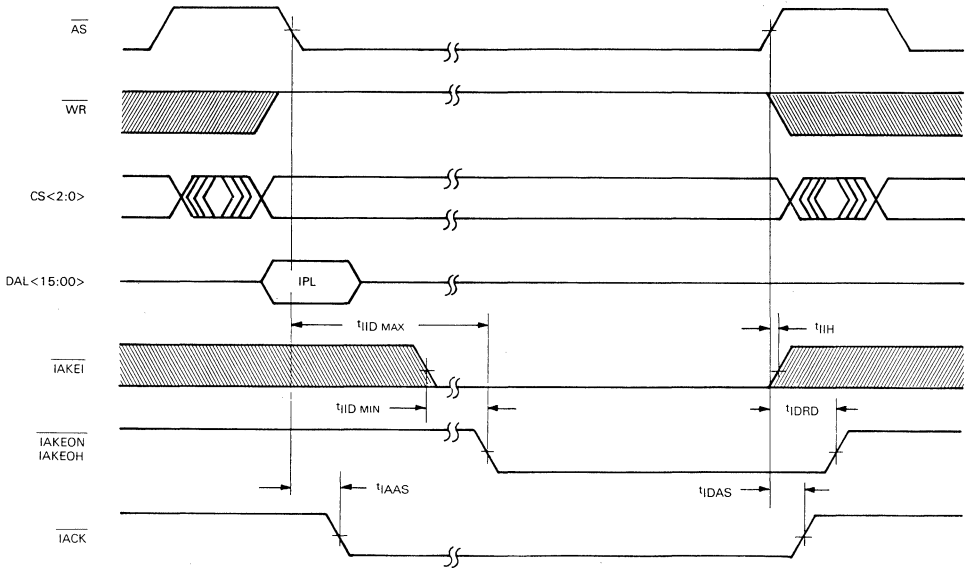 AS
WR
CS<2:0>
DAL<15:00>
IPL
tIID MAX
tIIH
IAKEI
tIID MIN
tIDRD
IAKEON
IAKEOH
tIAAS
tIDAS
IACK